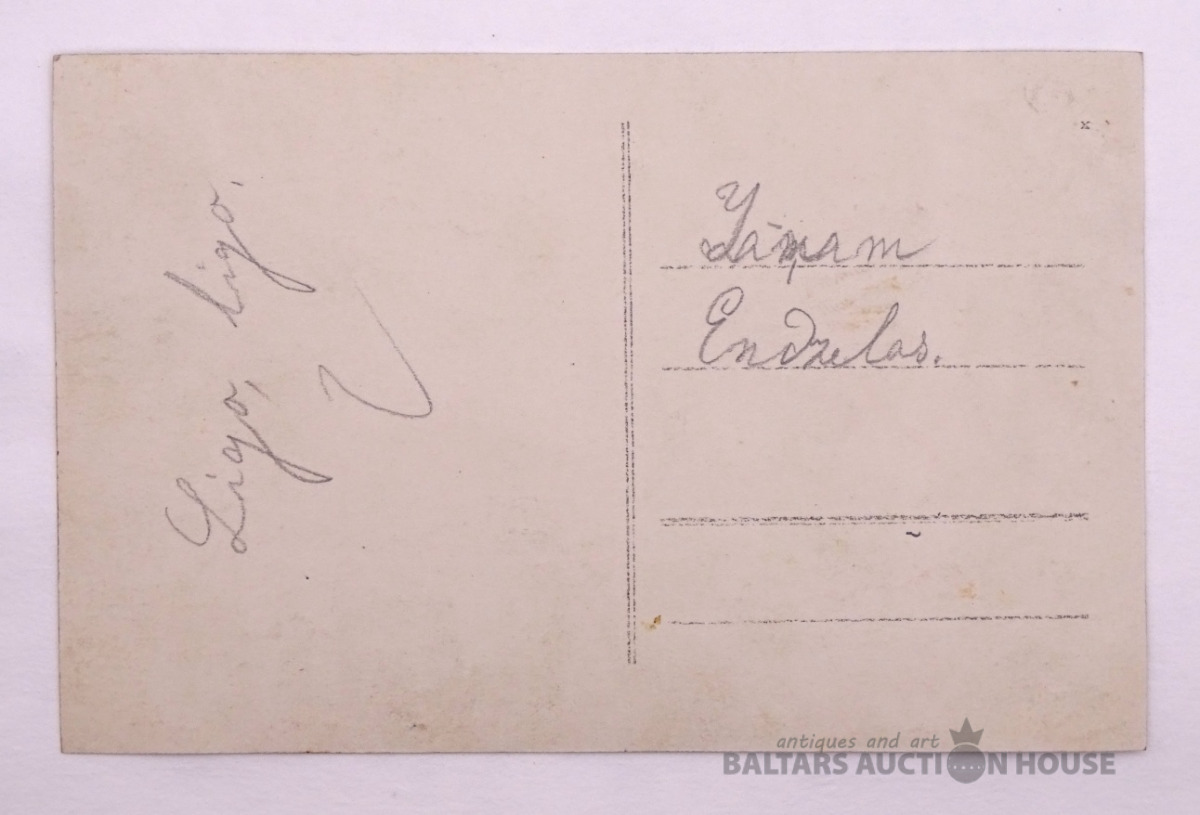 Ligo, ligo.
x
Jāņam
Endzelas.
antiques and art
BALTARS AUCTION HOUSE